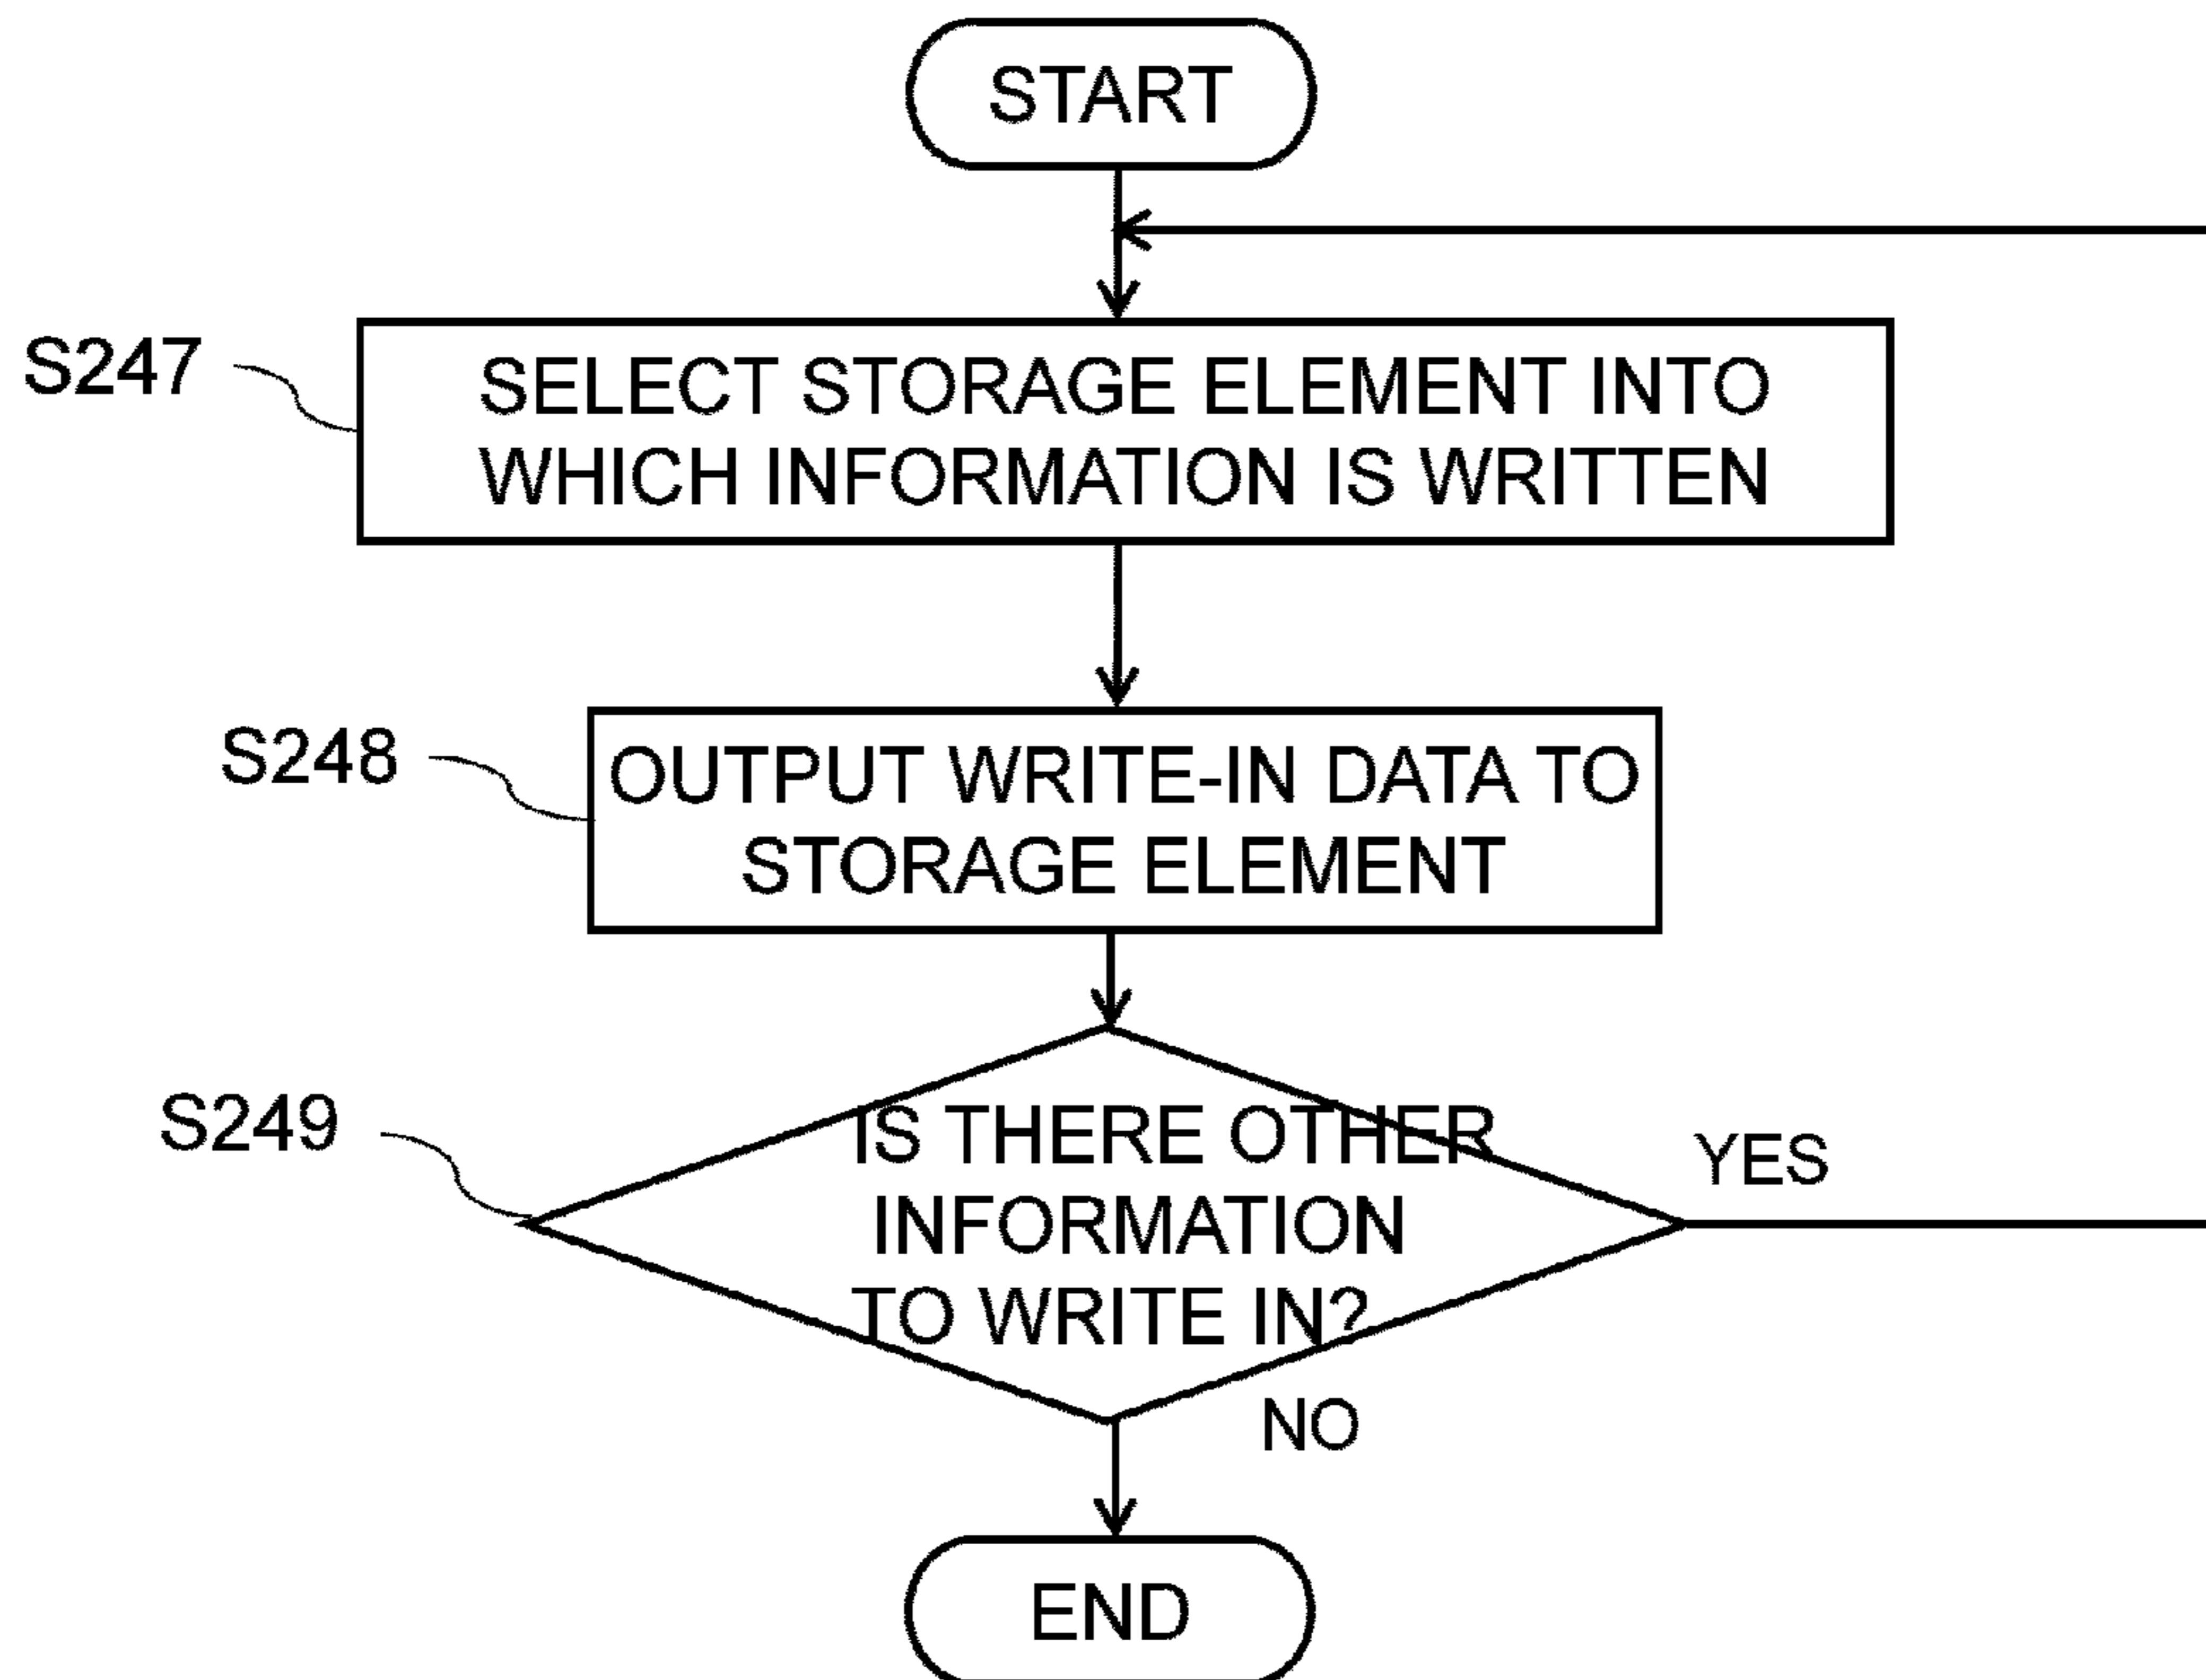 START
S247
SELECT STORAGE ELEMENT INTO
WHICH INFORMATION IS WRITTEN
S248
OUTPUT WRITE-IN DATA TO
STORAGE ELEMENT
S249
IS THERE OTHER
INFORMATION
TO WRITE IN?
YES
NO
END